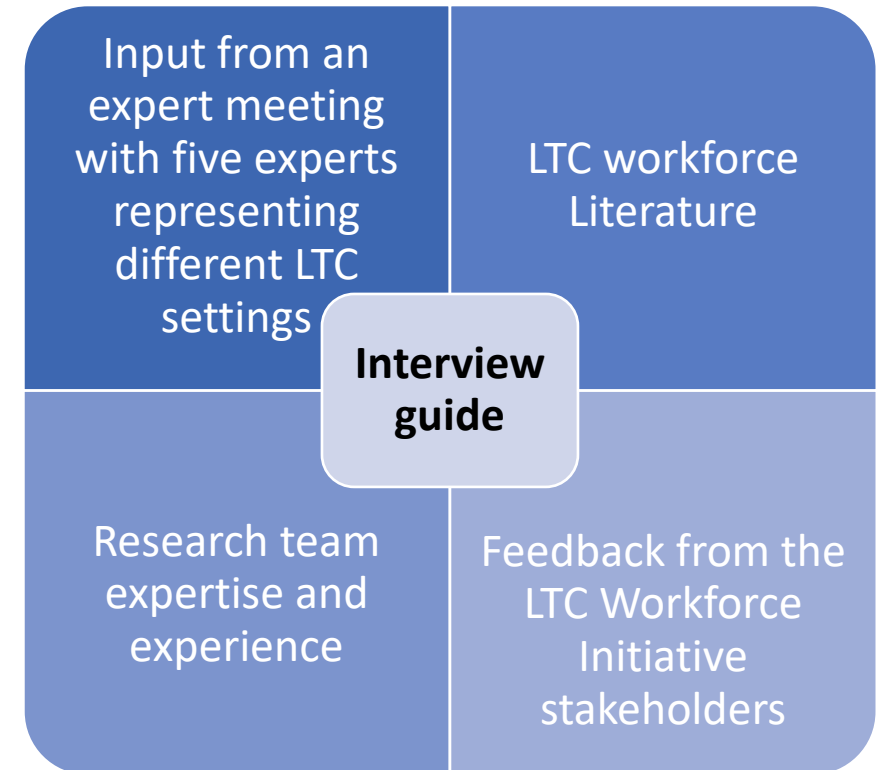 Input from an
expert meeting
with five experts
representing
different LTC
settings
LTC workforce
Literature
Interview
guide
Research team
expertise and
experience
Feedback from the
LTC Workforce
Initiative
stakeholders